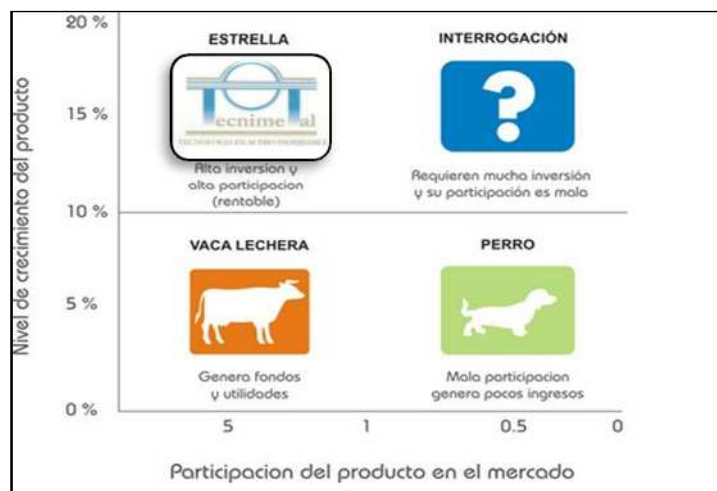 20 %
ESTRELLA
INTERROGACIÓN
Tecnimetal
?
15 %
Alta inversion y
alta participacion
(rentable)
Requieren mucha inversión
y su participación es mala
10 %
Nivel de crecimiento del producto
VACA LECHERA
PERRO
5 %
Genera fondos
y utilidades
Mala participacion
genera pocos ingresos
0 %
5
1
0.5
0
Participacion del producto en el mercado